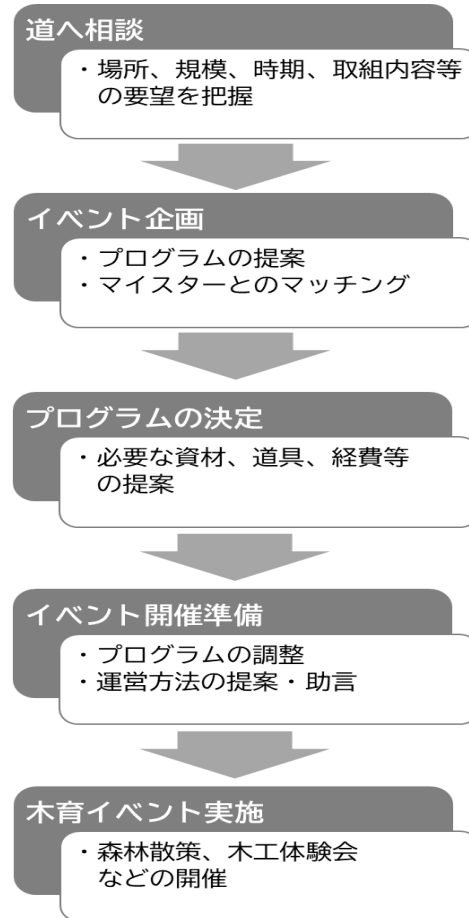 道へ相談
・場所、規模、時期、取組内容等
の要望を把握
イベント企画
・プログラムの提案
・マイスターとのマッチング
プログラムの決定
・必要な資材、道具、経費等
の提案
イベント開催準備
・プログラムの調整
・運営方法の提案・助言
木育イベント実施
・森林散策、木工体験会
などの開催